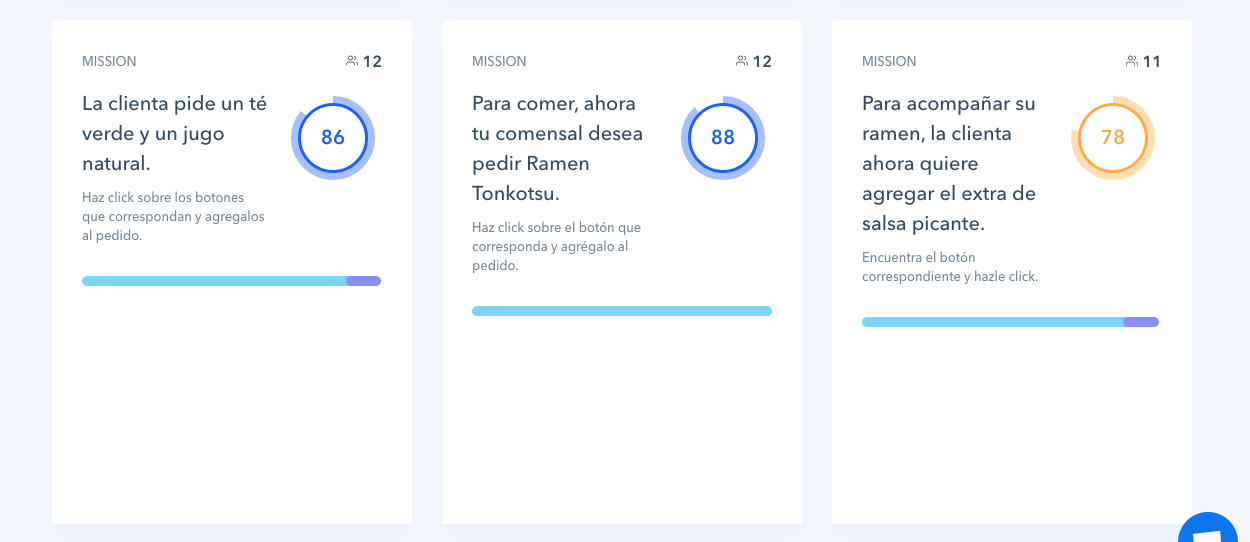 MISSION
12
La clienta pide un té
verde y un jugo
natural.
86
Haz click sobre los botones
que correspondan y agregalos
al pedido.
MISSION
12
Para comer, ahora
tu comensal desea
pedir Ramen
Tonkotsu.
88
Haz click sobre el botón que
corresponda y agrégalo al
pedido.
MISSION
11
Para acompañar su
ramen, la clienta
ahora quiere
agregar el extra de
salsa picante.
78
Encuentra el botón
correspondiente y hazle click.